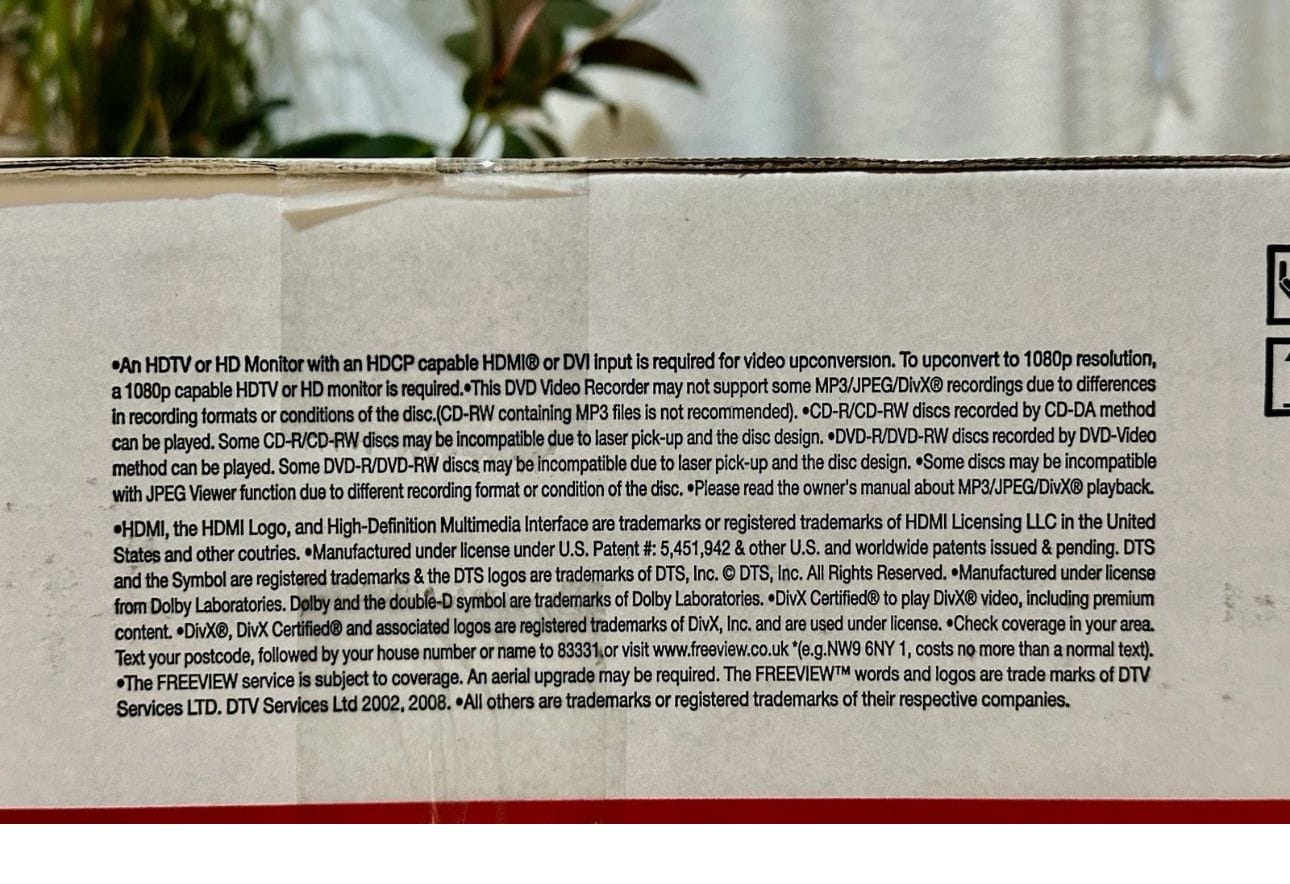 •An HDTV or HD Monitor with an HDCP capable HDMI® or DVI input is required for video upconversion. To upconvert to 1080p resolution,
a 1080p capable HDTV or HD monitor is required.•This DVD Video Recorder may not support some MP3/JPEG/DivX® recordings due to differences
in recording formats or conditions of the disc.(CD-RW containing MP3 files is not recommended). •CD-R/CD-RW discs recorded by CD-DA method
can be played. Some CD-R/CD-RW discs may be incompatible due to laser pick-up and the disc design. •DVD-R/DVD-RW discs recorded by DVD-Video
method can be played. Some DVD-R/DVD-RW discs may be incompatible due to laser pick-up and the disc design. •Some discs may be incompatible
with JPEG Viewer function due to different recording format or condition of the disc. •Please read the owner's manual about MP3/JPEG/DivX® playback.
•HDMI, the HDMI Logo, and High-Definition Multimedia Interface are trademarks or registered trademarks of HDMI Licensing LLC in the United
States and other coutries. •Manufactured under license under U.S. Patent #: 5,451,942 & other U.S. and worldwide patents issued & pending. DTS
and the Symbol are registered trademarks & the DTS logos are trademarks of DTS, Inc. © DTS, Inc. All Rights Reserved. •Manufactured under license
from Dolby Laboratories. Dolby and the double-D symbol are trademarks of Dolby Laboratories. •DivX Certified® to play DivX® video, including premium
content. •DivX®, DivX Certified® and associated logos are registered trademarks of DivX, Inc. and are used under license. •Check coverage in your area.
Text your postcode, followed by your house number or name to 83331,or visit www.freeview.co.uk *(e.g.NW9 6NY 1, costs no more than a normal text).
•The FREEVIEW service is subject to coverage. An aerial upgrade may be required. The FREEVIEW™ words and logos are trade marks of DTV
Services LTD. DTV Services Ltd 2002, 2008. •All others are trademarks or registered trademarks of their respective companies.